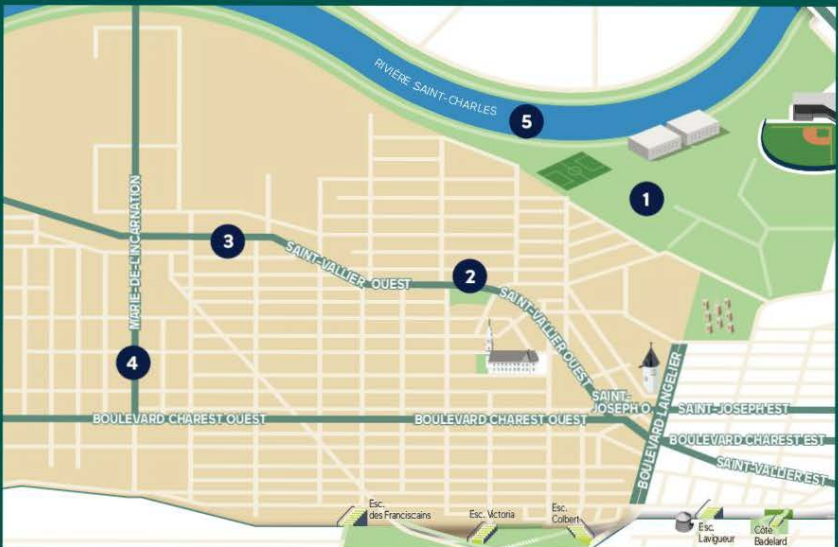 RIVIÈRE SAINT-CHARLES
5
1
MARIE-DE-L'INCARNATION
3
SAINT-VALLIER OUEST
2
SAINT-VALLIER OUEST
4
SAINT-
JOSEPH O.
SAINT-JOSEPH EST
BOULEVARD LANGELIER
BOULEVARD CHAREST OUEST
BOULEVARD CHAREST OUEST
BOULEVARD CHAREST EST
SAINT-VALLIER EST
Esc.
des Franciscains
Esc. Victoria
Esc.
Colbert
Esc.
Lavigueur
Côte
Badelard